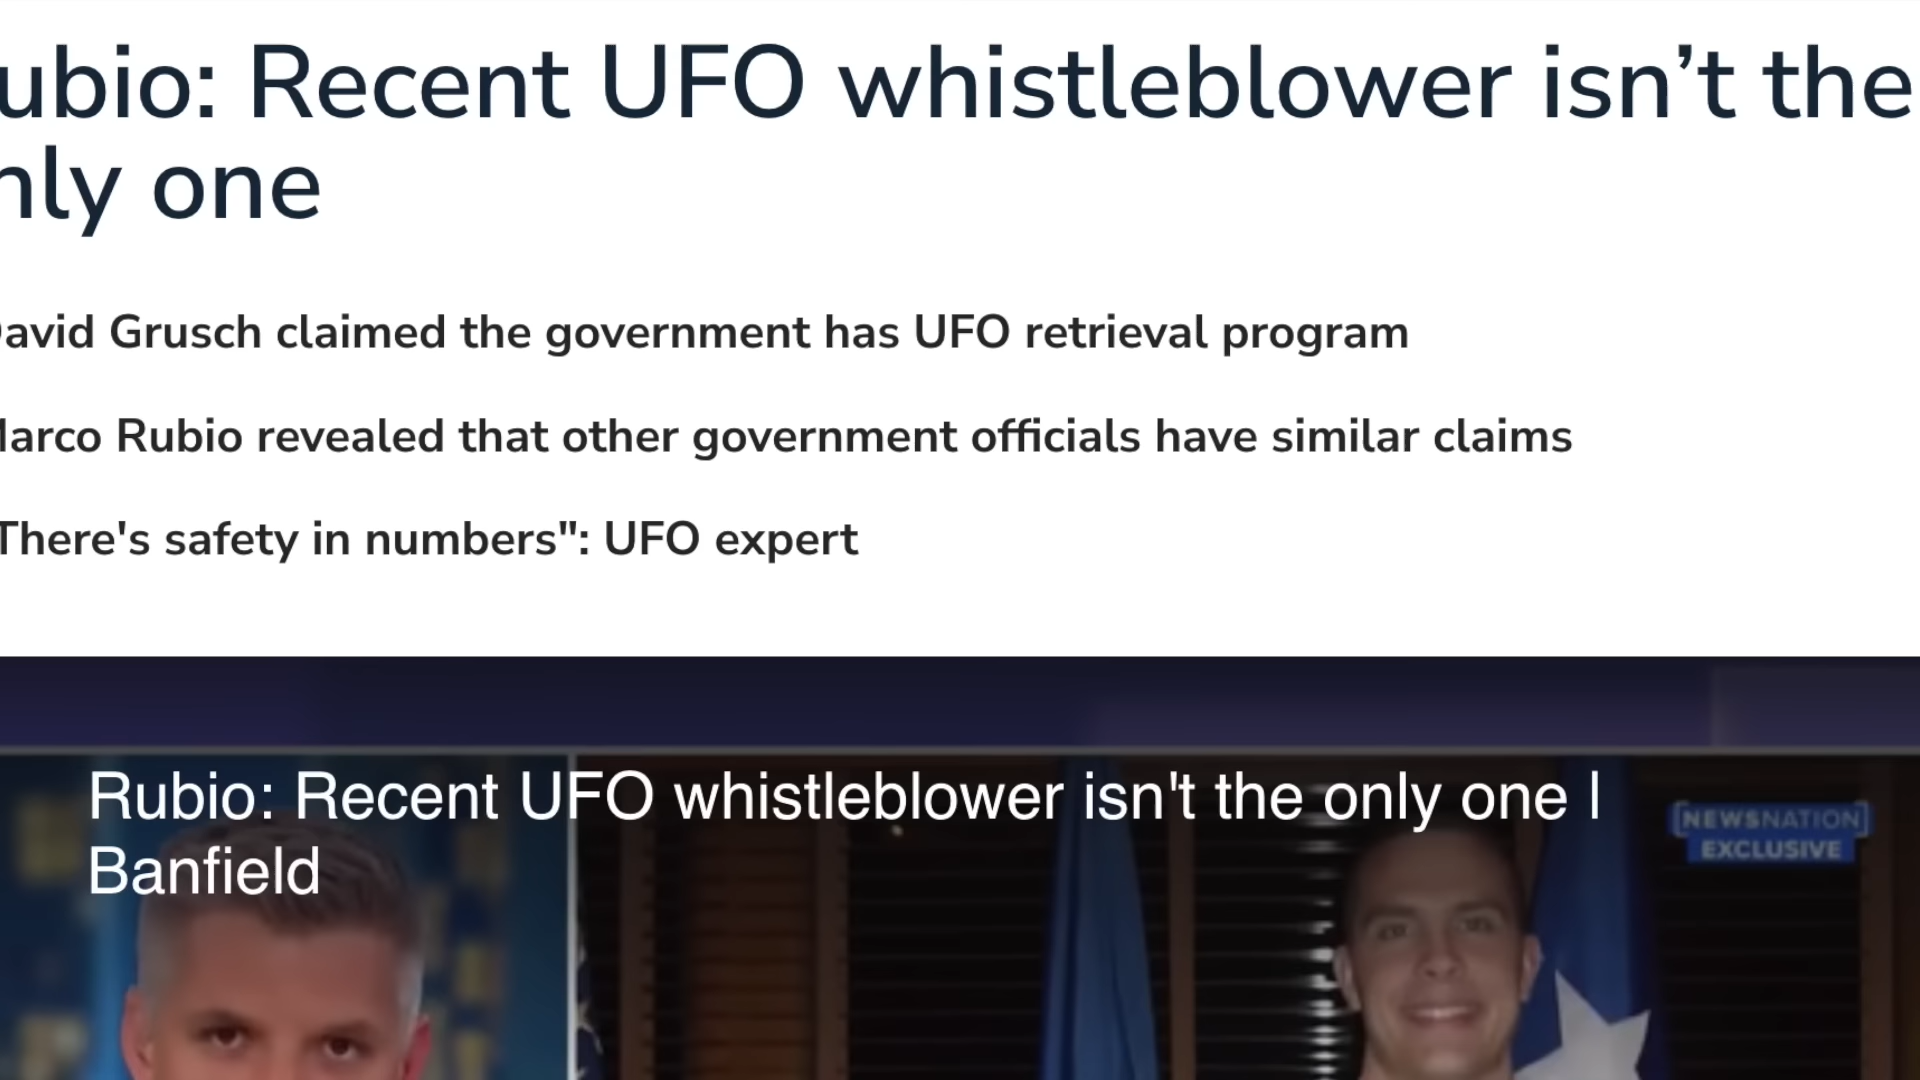 ubio: Recent UFO whistleblower isn’t the
nly one
avid Grusch claimed the government has UFO retrieval program
arco Rubio revealed that other government officials have similar claims
There's safety in numbers": UFO expert
Rubio: Recent UFO whistleblower isn't the only one |
Banfield
NEWSNATION
EXCLUSIVE